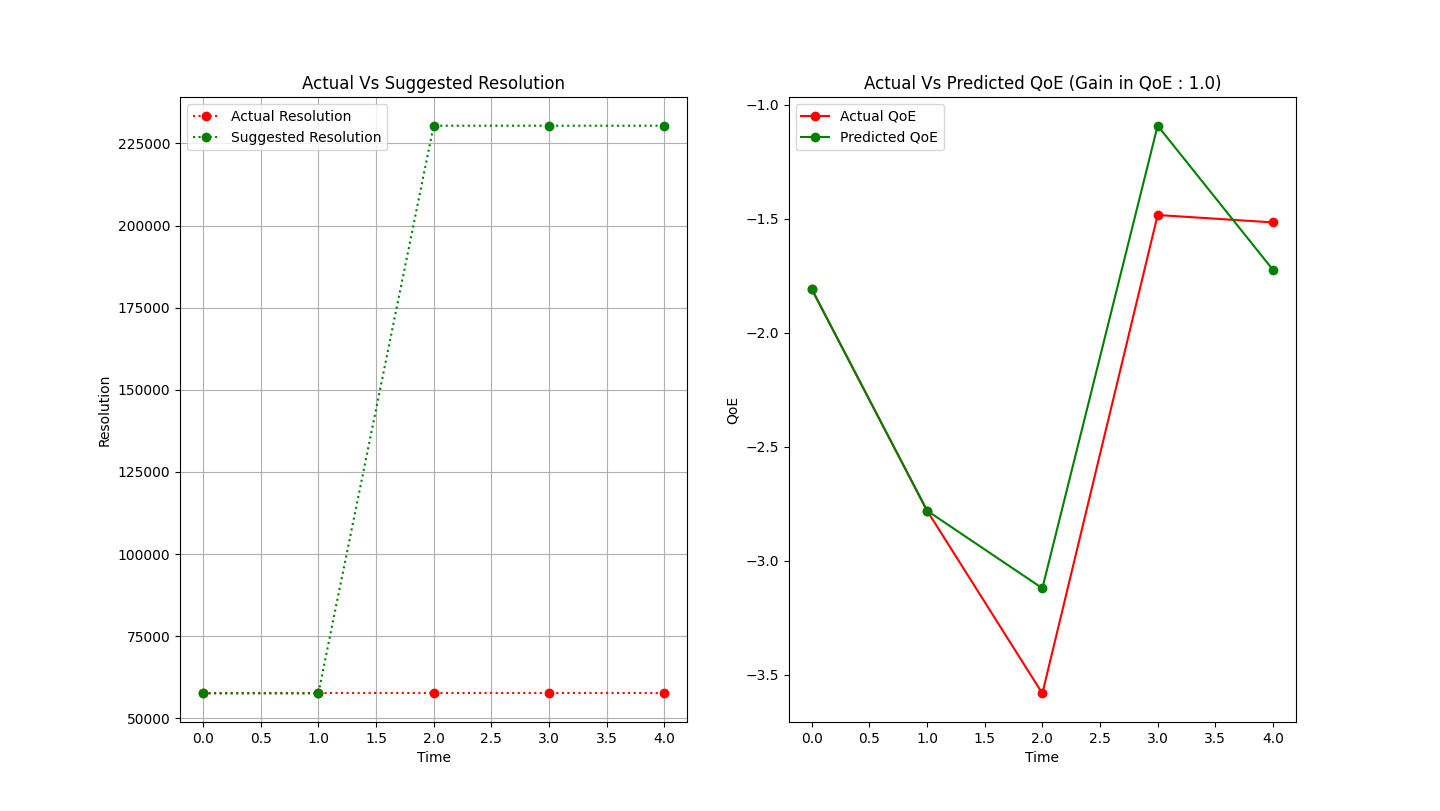 Actual Vs Suggested Resolution
Actual Resolution
Suggested Resolution
225000
200000
175000
150000
125000
100000
75000
50000
Resolution
0.0 0.5 1.0 1.5 2.0 2.5 3.0 3.5 4.0
Time
Actual Vs Predicted QoE (Gain in QoE : 1.0)
Actual QoE
Predicted QoE
−1.0
−1.5
−2.0
−2.5
−3.0
−3.5
QoE
0.0 0.5 1.0 1.5 2.0 2.5 3.0 3.5 4.0
Time